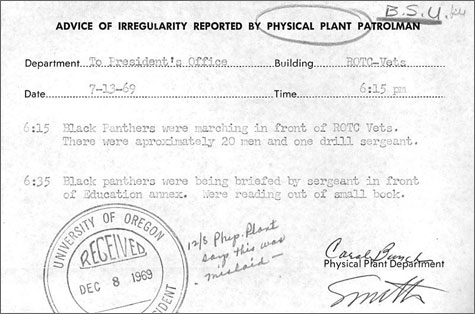 B.S.U.
ADVICE OF IRREGULARITY REPORTED BY PHYSICAL PLANT PATROLMAN
Department To President's Office Building ROTC-Vets
Date 7-13-69 Time 6:15 pm
6:15 Black Panthers were marching in front of ROTC Vets.
There were aproximately 20 men and one drill sergeant.
6:35 Black panthers were being briefed by sergeant in front
of Education annex. Were reading out of small book.
UNIVERSITY OF OREGON
RECEIVED
DEC 8 1969
PRESIDENT
12/8 Phys. Plant
says this was
mislaid —
Carol
Physical Plant Department
Smith